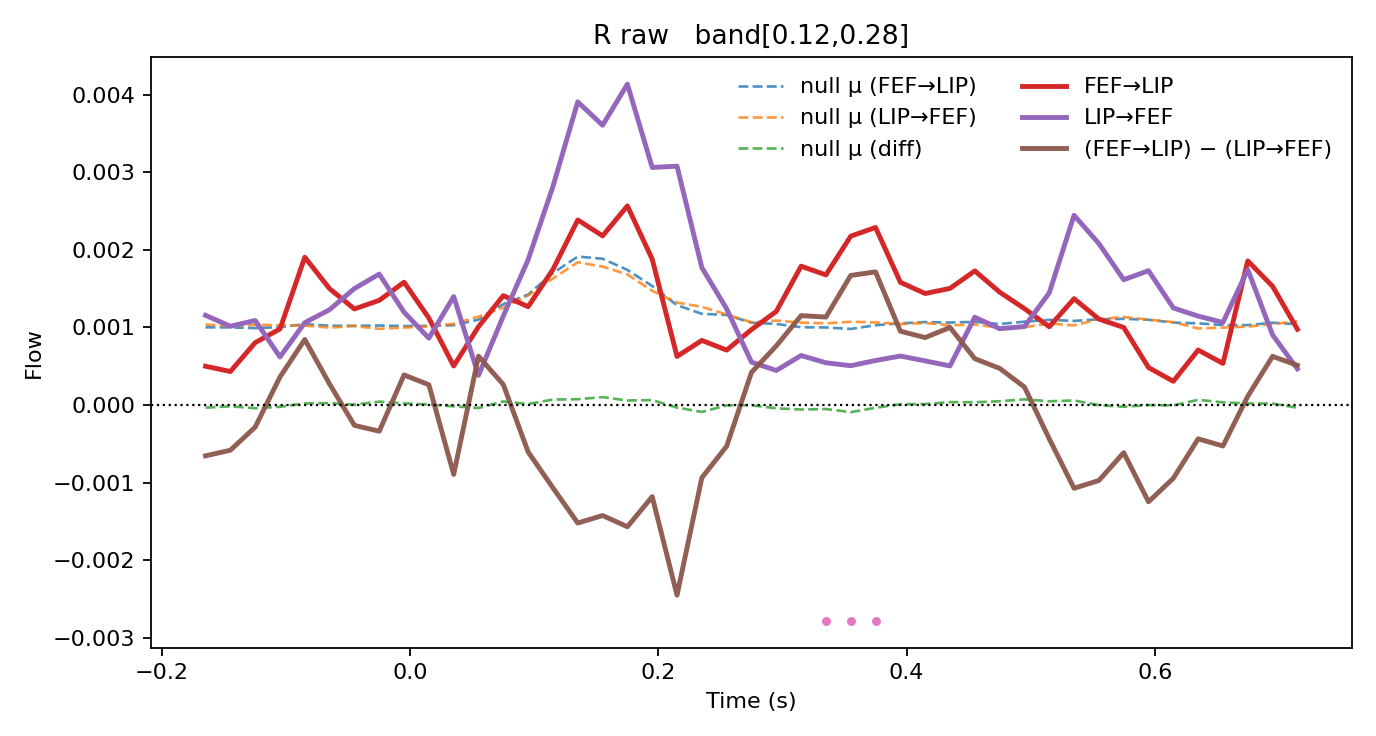 R raw   band[0.12,0.28]
null μ (FEF→LIP)
null μ (LIP→FEF)
null μ (diff)
FEF→LIP
LIP→FEF
(FEF→LIP) − (LIP→FEF)
Flow
0.004
0.003
0.002
0.001
0.000
−0.001
−0.002
−0.003
−0.2
0.0
0.2
0.4
0.6
Time (s)